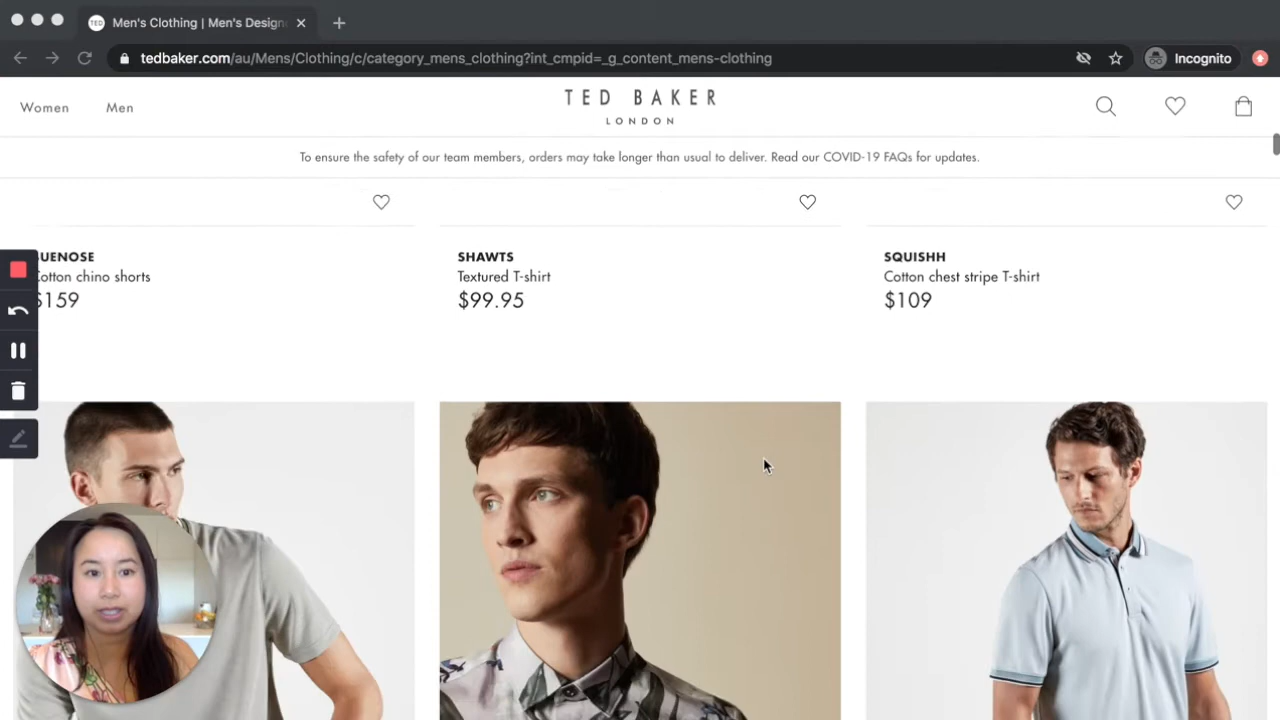 TED
Men's Clothing | Men's Design
tedbaker.com/au/Mens/Clothing/c/category_mens_clothing?int_cmpid=_g_content_mens-clothing
Incognito
Women
Men
TED BAKER
LONDON
To ensure the safety of our team members, orders may take longer than usual to deliver. Read our COVID-19 FAQs for updates.
UENOSE
Cotton chino shorts
$159
SHAWTS
Textured T-shirt
$99.95
SQUISHH
Cotton chest stripe T-shirt
$109